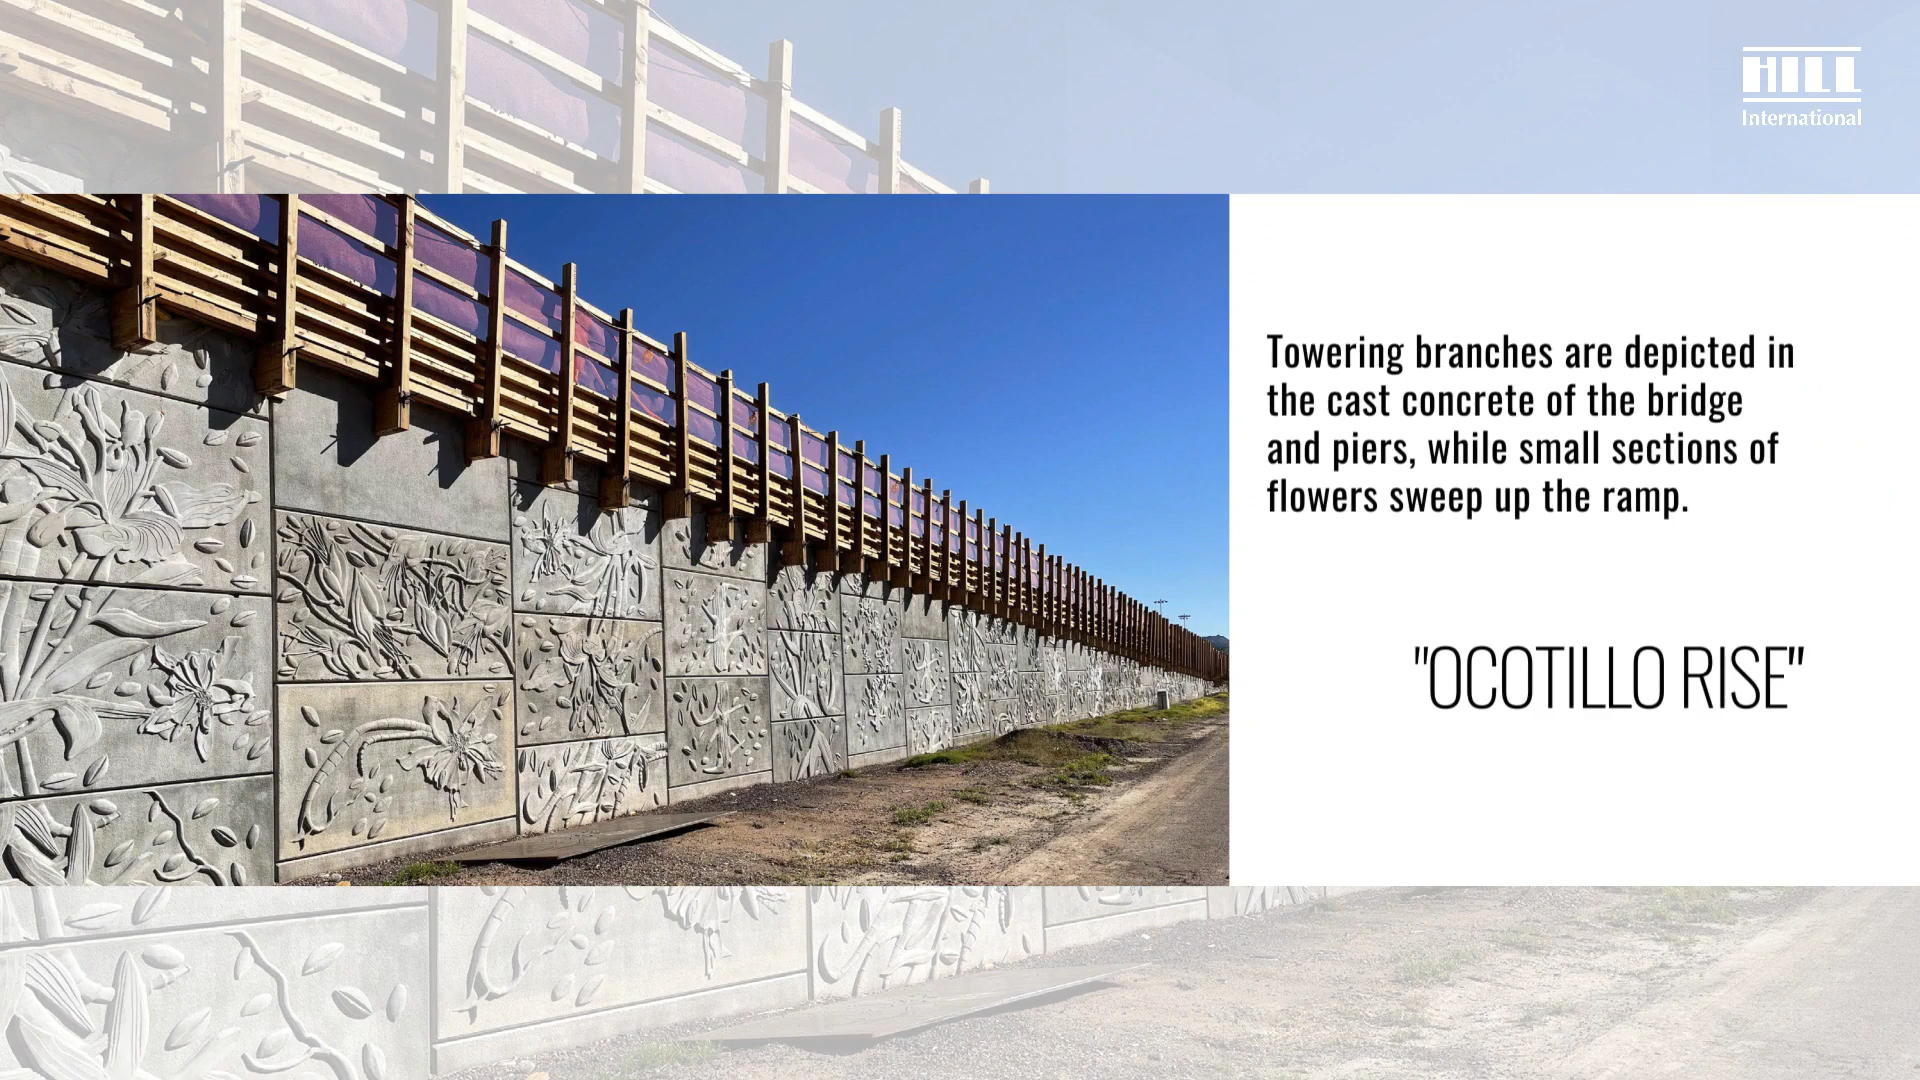 HILL
International
Towering branches are depicted in
the cast concrete of the bridge
and piers, while small sections of
flowers sweep up the ramp.
"OCOTILLO RISE"